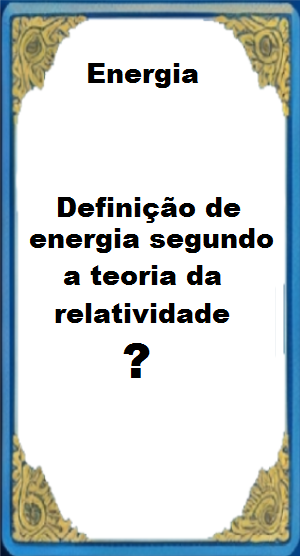 Energia
Definição de
energia segundo
a teoria da
relatividade
?